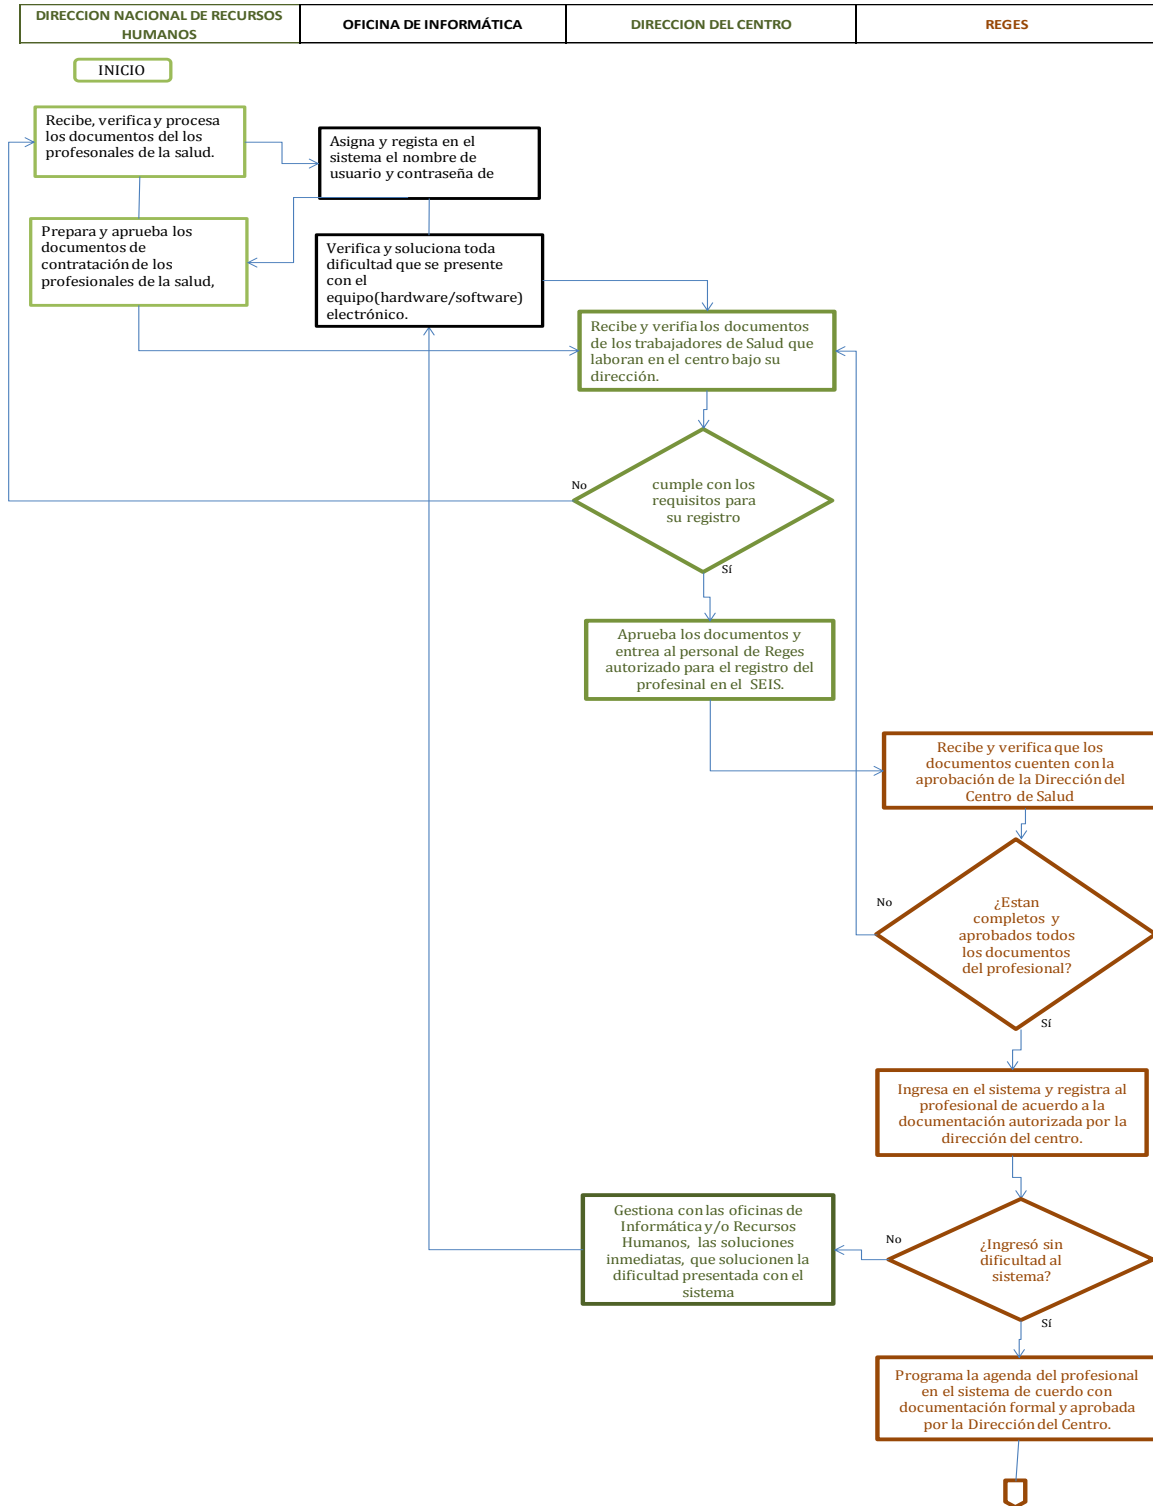 DIRECCION NACIONAL DE RECURSOS
HUMANOS
OFICINA DE INFORMÁTICA
DIRECCION DEL CENTRO
REGES
INICIO
Recibe, verifica y procesa
los documentos del los
profesonales de la salud.
Asigna y regista en el
sistema el nombre de
usuario y contraseña de
Prepara y aprueba los
documentos de
contratación de los
profesionales de la salud,
Verifica y soluciona toda
dificultad que se presente
con el
equipo(hardware/software)
electrónico.
Recibe y verifia los documentos
de los trabajadores de Salud que
laboran en el centro bajo su
dirección.
No
cumple con los
requisitos para
su registro
Sí
Aprueba los documentos y
entrea al personal de Reges
autorizado para el registro del
profesinal en el SEIS.
Recibe y verifica que los
documentos cuenten con la
aprobación de la Dirección del
Centro de Salud
No
¿Estan
completos y
aprobados todos
los documentos
del profesional?
Sí
Ingresa en el sistema y registra al
profesional de acuerdo a la
documentación autorizada por la
dirección del centro.
Gestiona con las oficinas de
Informática y/o Recursos
Humanos, las soluciones
inmediatas, que solucionen la
dificultad presentada con el
sistema
No
¿Ingresó sin
dificultad al
sistema?
Sí
Programa la agenda del profesional
en el sistema de cuerdo con
documentación formal y aprobada
por la Dirección del Centro.